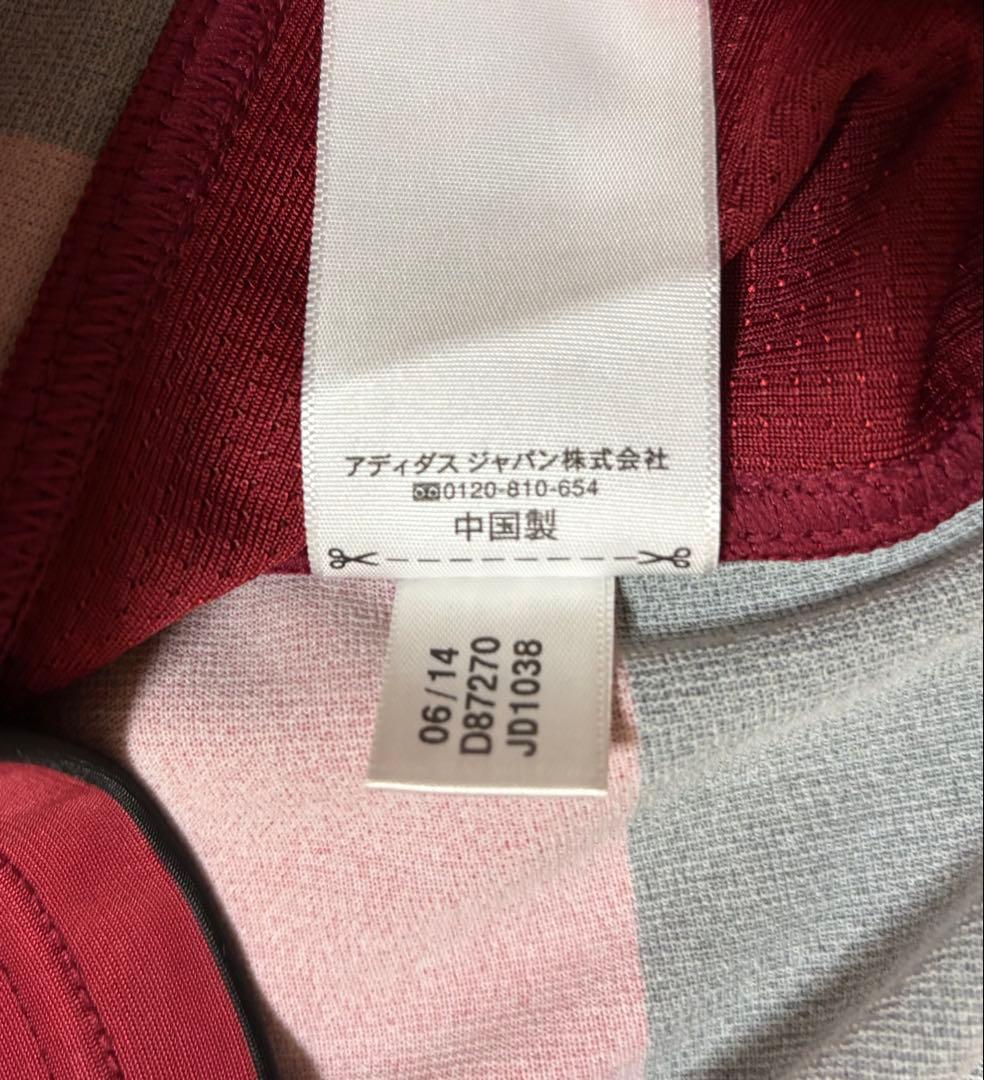 アディダス ジャパン株式会社
0120-810-654
中国製
06/14
D87270
JD1038